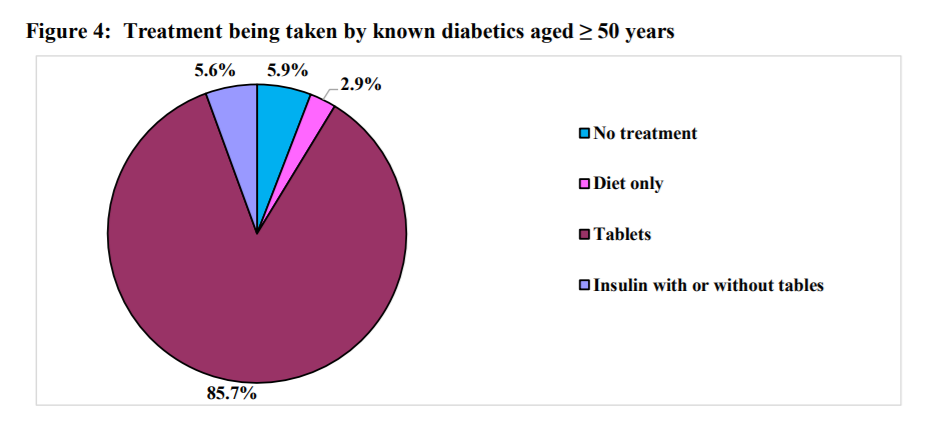 Figure 4: Treatment being taken by known diabetics aged ≥ 50 years
5.6% 5.9%
2.9%
No treatment
Diet only
Tablets
Insulin with or without tables
85.7%